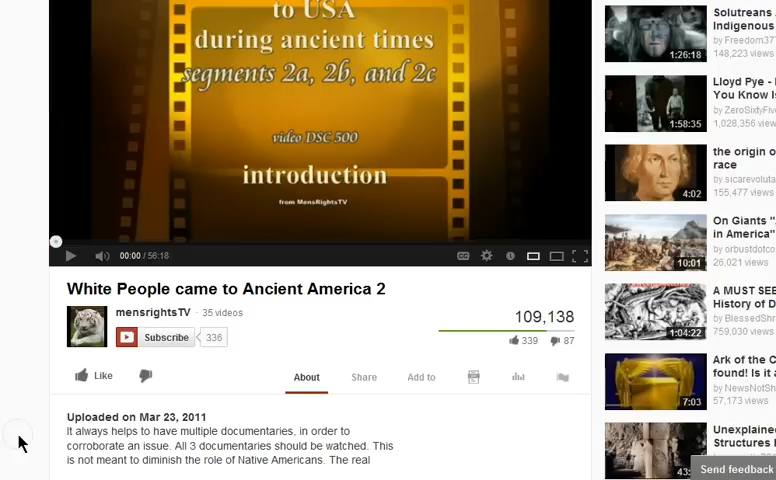 to USA
during ancient times
segments 2a, 2b, and 2c
video DSC 500
introduction
from MensRightsTV
00:00 / 56:18
White People came to Ancient America 2
mensrightsTV · 35 videos
Subscribe 336
109,138
339 87
Like
About Share Add to
Uploaded on Mar 23, 2011
It always helps to have multiple documentaries, in order to
corroborate an issue. All 3 documentaries should be watched. This
is not meant to diminish the role of Native Americans. The real
Solutreans
Indigenous
by Freedom37
148,223 views
1:26:18
Lloyd Pye -
You Know Is
by ZeroSixtyFive
1,028,356 view
1:58:35
the origin o
race
by sicarevoluta
155,477 views
4:02
On Giants "
in America"
by orbustdotco
26,021 views
10:01
A MUST SEE
History of D
by BlessedShr
759,030 views
1:04:22
Ark of the C
found! Is it a
by NewsNotSh
57,173 views
7:03
Unexplained
Structures
43:
Send feedback